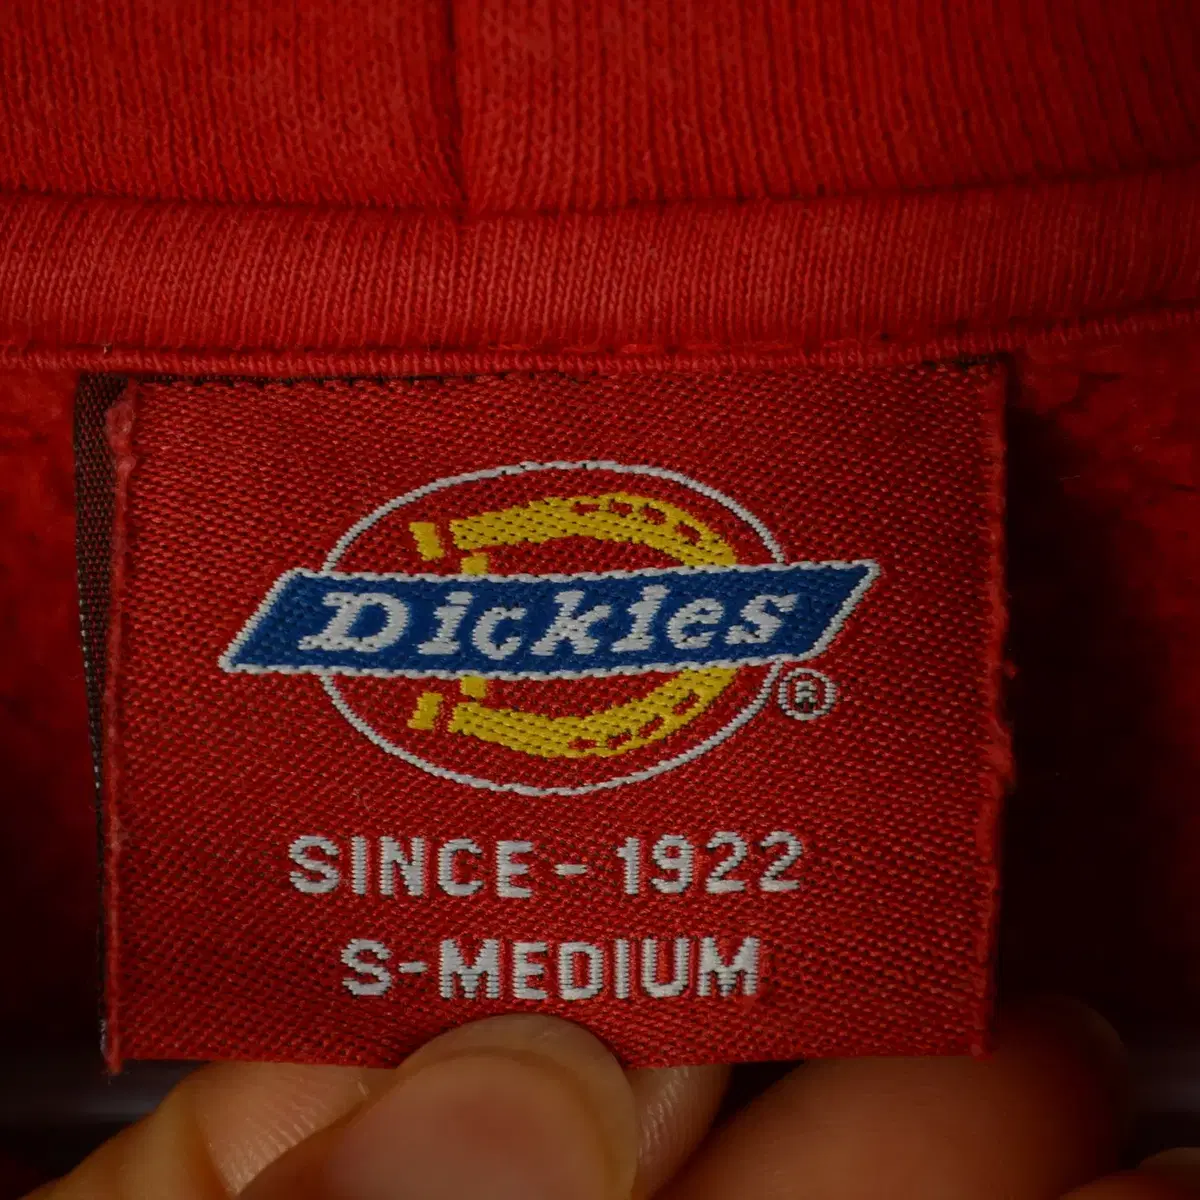 Dickies ®
SINCE - 1922
S-MEDIUM